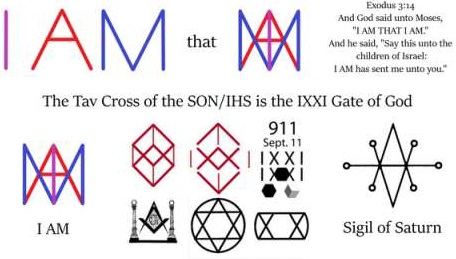 I A M that
Exodus 3:14
And God said unto Moses,
"I AM THAT I AM."
And he said, "Say this unto the
children of Israel:
I AM has sent me unto you."
The Tav Cross of the SON/IHS is the IXXI Gate of God
911
Sept. 11
I X X I
I AM
G
Sigil of Saturn